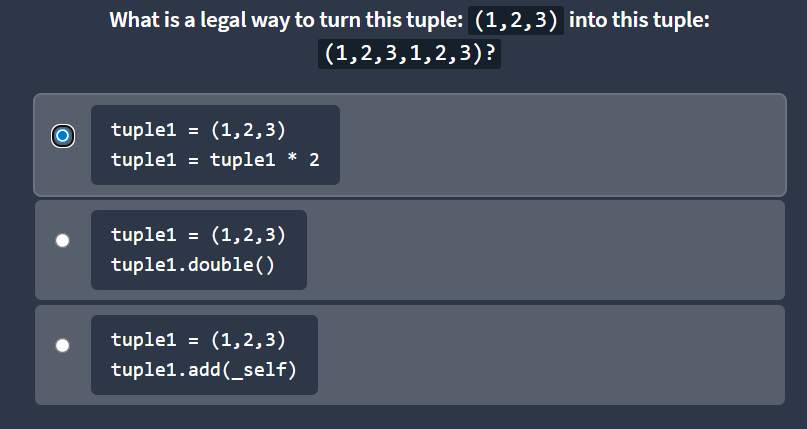 What is a legal way to turn this tuple: (1,2,3) into this tuple:
(1,2,3,1,2,3)?
tuple1 = (1,2,3)
tuple1 = tuple1 * 2
tuple1 = (1,2,3)
tuple1.double()
tuple1 = (1,2,3)
tuple1.add(_self)